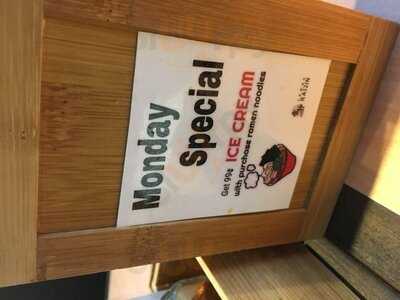 Monday
Special
Get 99¢ ICE CREAM
with purchase ramen noodles